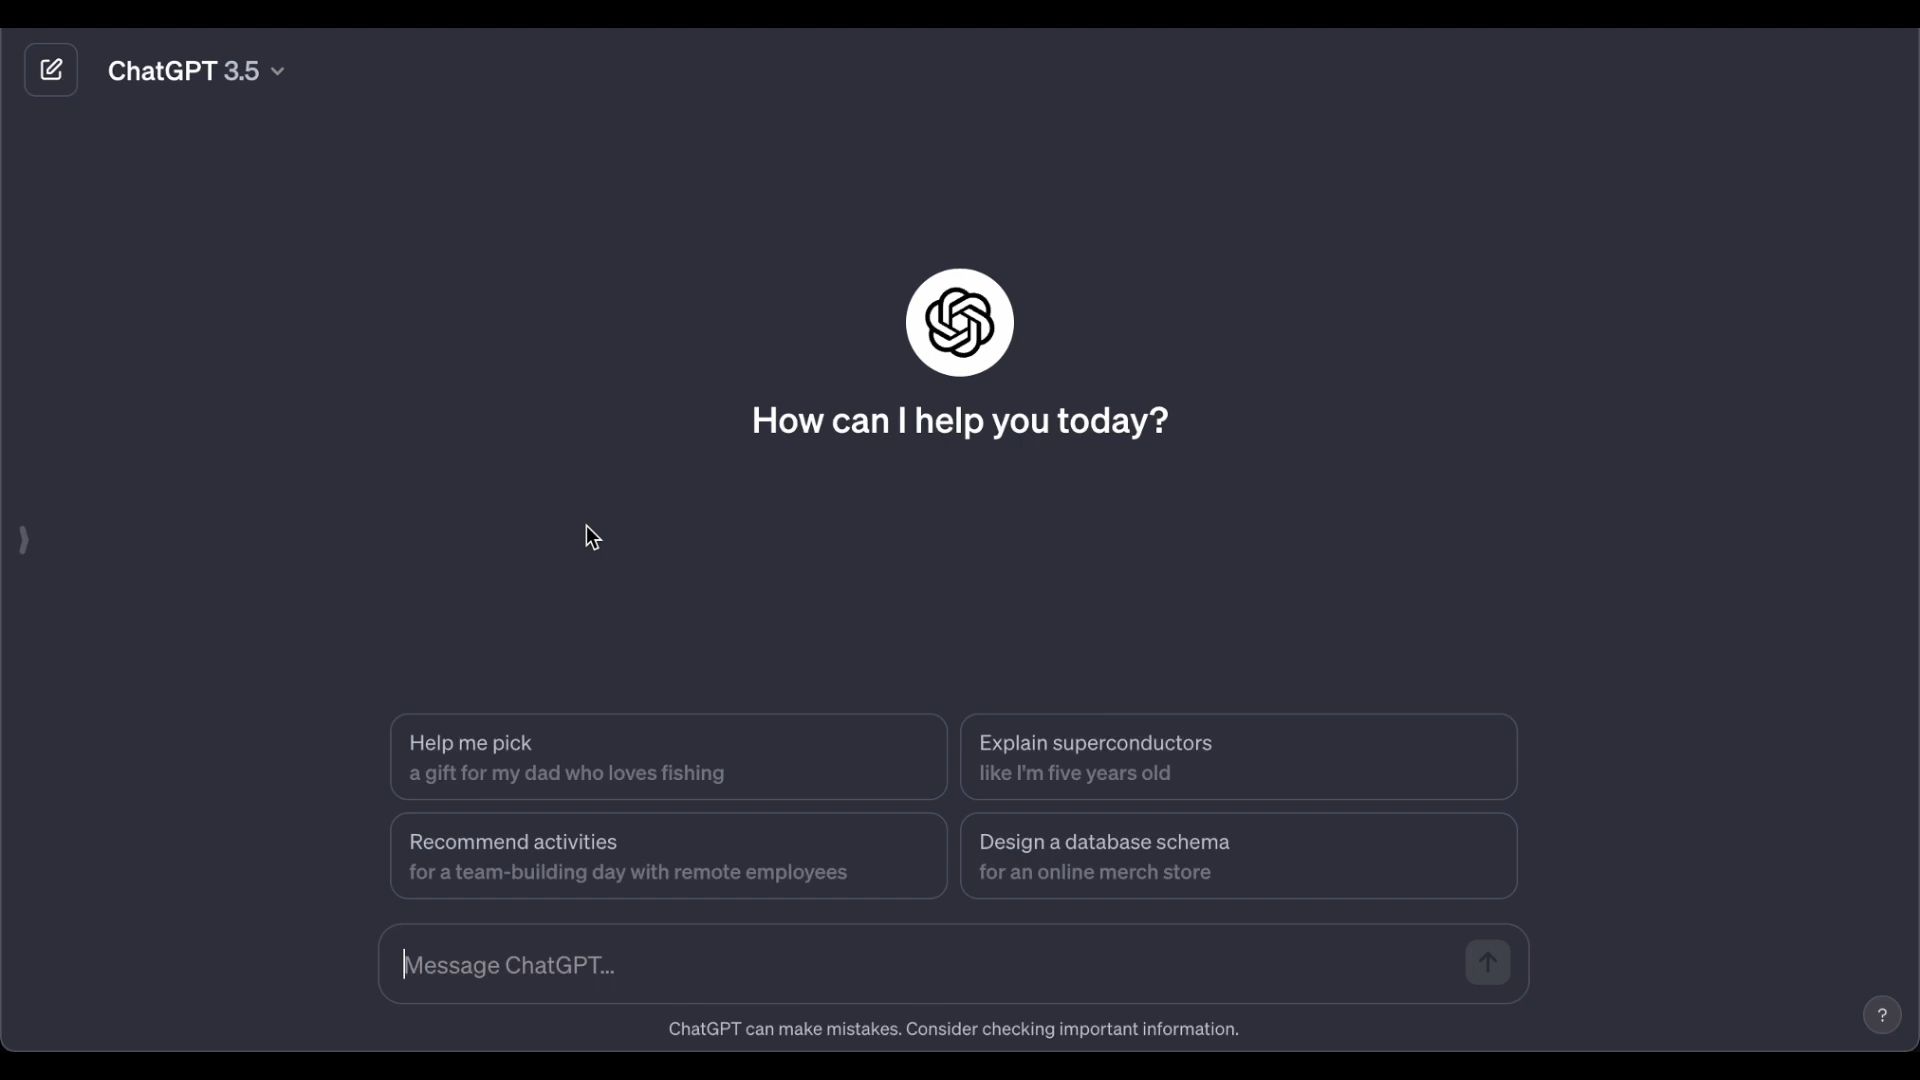 ChatGPT 3.5
How can I help you today?
Help me pick
a gift for my dad who loves fishing
Explain superconductors
like I'm five years old
Recommend activities
for a team-building day with remote employees
Design a database schema
for an online merch store
Message ChatGPT...
ChatGPT can make mistakes. Consider checking important information.
?